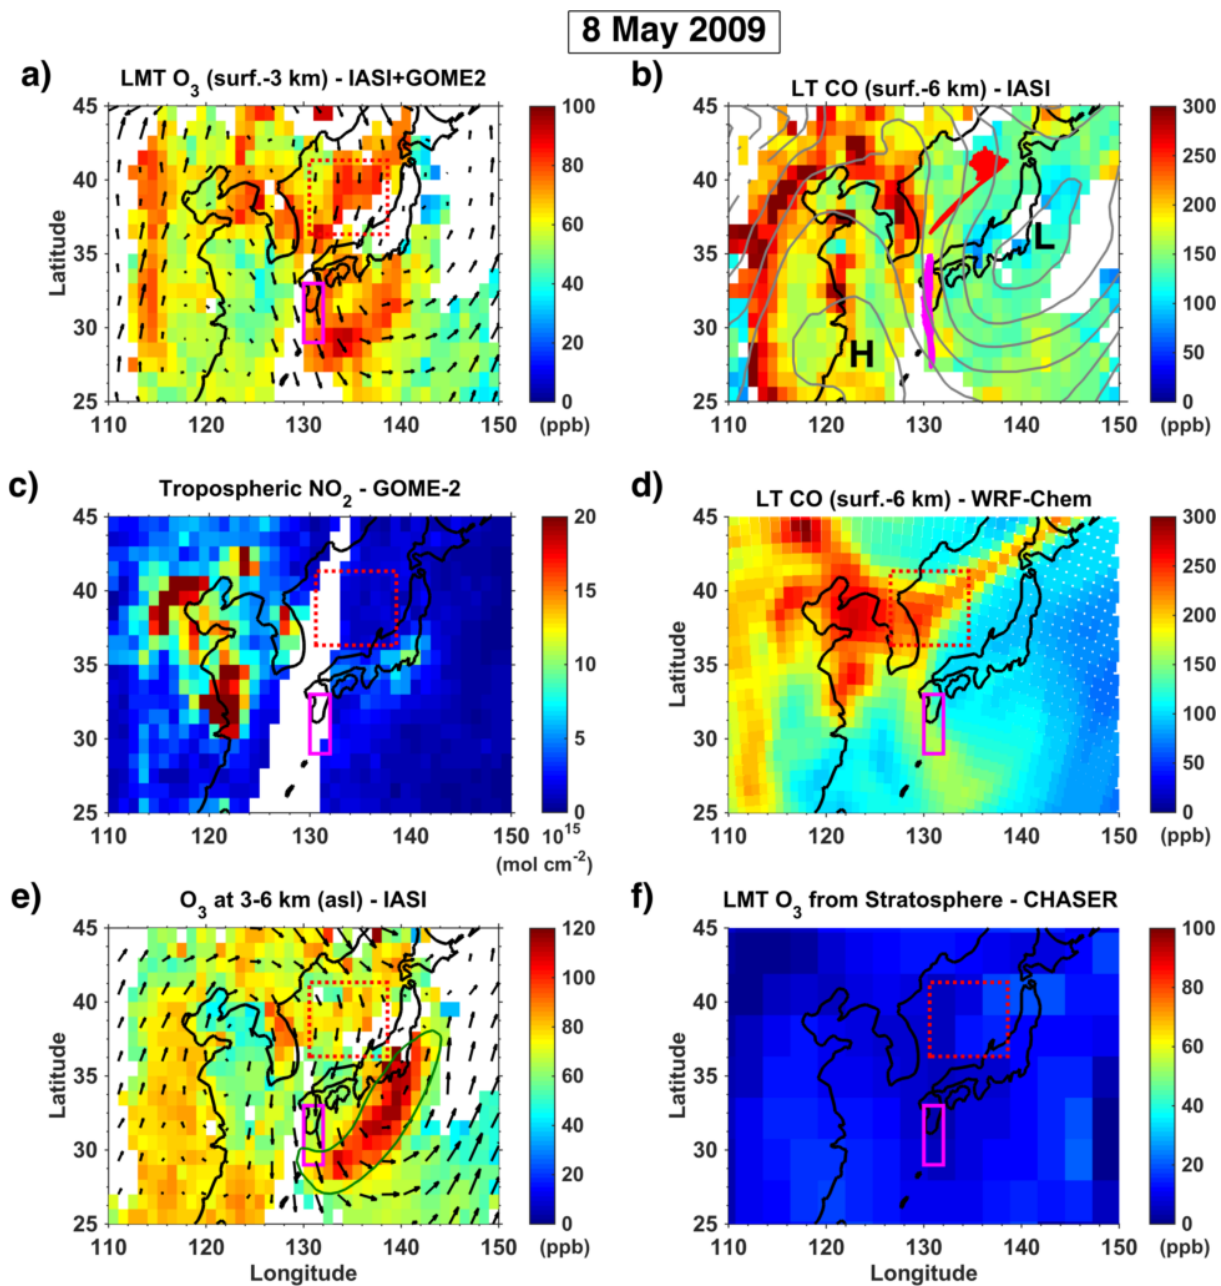 8 May 2009
a)
LMT O3 (surf.-3 km) - IASI+GOME2
45
40
35
30
25
Latitude
110 120 130 140 150
100
80
60
40
20
0
(ppb)
b)
LT CO (surf.-6 km) - IASI
45
40
35
30
25
L
H
110 120 130 140 150
300
250
200
150
100
50
0
(ppb)
c)
Tropospheric NO2 - GOME-2
45
40
35
30
25
110 120 130 140 150
20
15
10
5
0
10^15
(mol cm^-2)
d)
LT CO (surf.-6 km) - WRF-Chem
45
40
35
30
25
Latitude
110 120 130 140 150
300
250
200
150
100
50
0
(ppb)
e)
O3 at 3-6 km (asl) - IASI
45
40
35
30
25
Latitude
110 120 130 140 150
Longitude
120
100
80
60
40
20
0
(ppb)
f)
LMT O3 from Stratosphere - CHASER
45
40
35
30
25
Latitude
110 120 130 140 150
Longitude
100
80
60
40
20
0
(ppb)